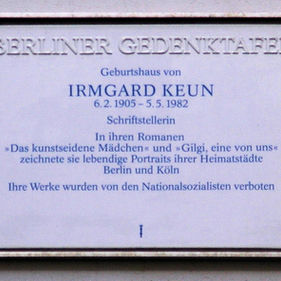 BERLINER GEDENKTAFEL
Geburtshaus von
IRMGARD KEUN
6. 2. 1905 – 5. 5. 1982
Schriftstellerin
In ihren Romanen
»Das kunstseidene Mädchen« und »Gilgi, eine von uns«
zeichnete sie lebendige Portraits ihrer Heimatstädte
Berlin und Köln
Ihre Werke wurden von den Nationalsozialisten verboten